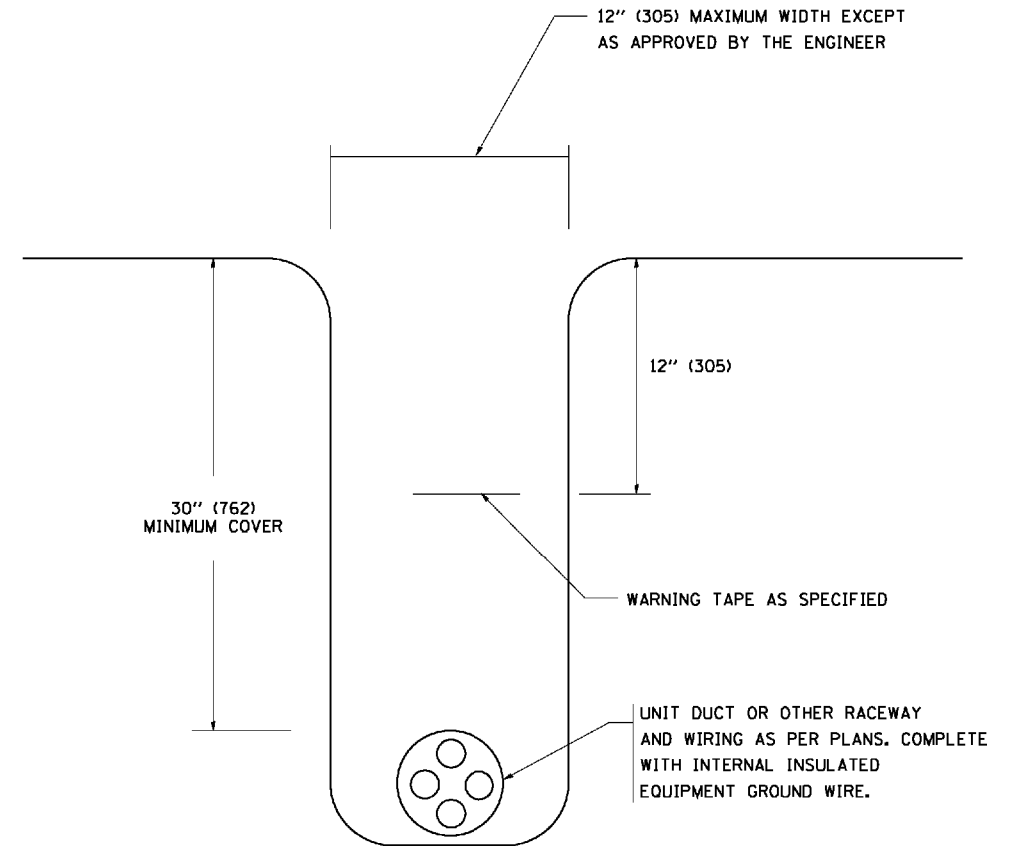 12" (305) MAXIMUM WIDTH EXCEPT
AS APPROVED BY THE ENGINEER
12" (305)
30" (762)
MINIMUM COVER
WARNING TAPE AS SPECIFIED
UNIT DUCT OR OTHER RACEWAY
AND WIRING AS PER PLANS. COMPLETE
WITH INTERNAL INSULATED
EQUIPMENT GROUND WIRE.